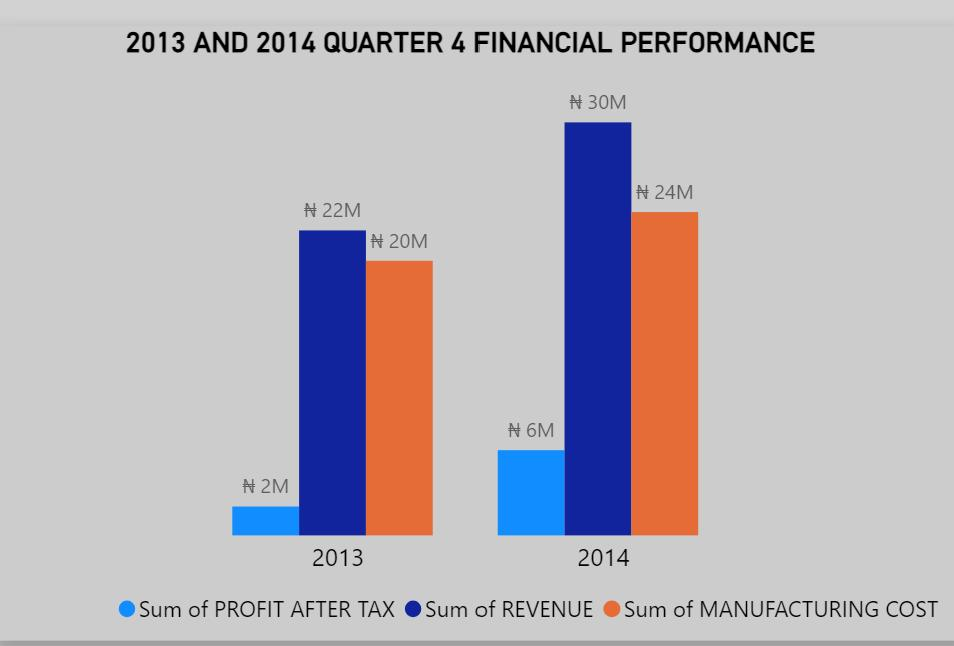 2013 AND 2014 QUARTER 4 FINANCIAL PERFORMANCE
₦ 30M
₦ 24M
₦ 22M
₦ 20M
₦ 6M
₦ 2M
2013
2014
Sum of PROFIT AFTER TAX Sum of REVENUE Sum of MANUFACTURING COST